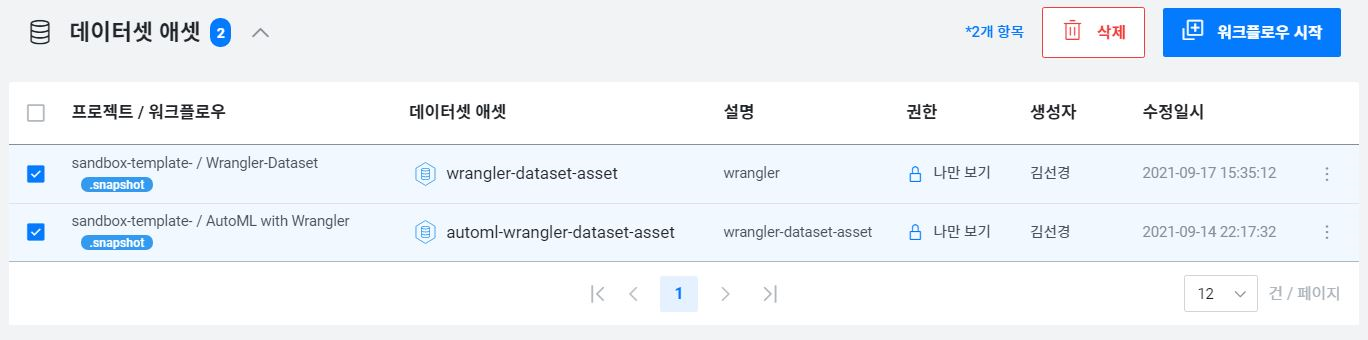 데이터셋 애셋 2 *2개 항목 삭제 워크플로우 시작
프로젝트 / 워크플로우 데이터셋 애셋 설명 권한 생성자 수정일시
sandbox-template- / Wrangler-Dataset
.snapshot
wrangler-dataset-asset wrangler 나만 보기 김선경 2021-09-17 15:35:12
sandbox-template- / AutoML with Wrangler
.snapshot
automl-wrangler-dataset-asset wrangler-dataset-asset 나만 보기 김선경 2021-09-14 22:17:32
1 12 건 / 페이지